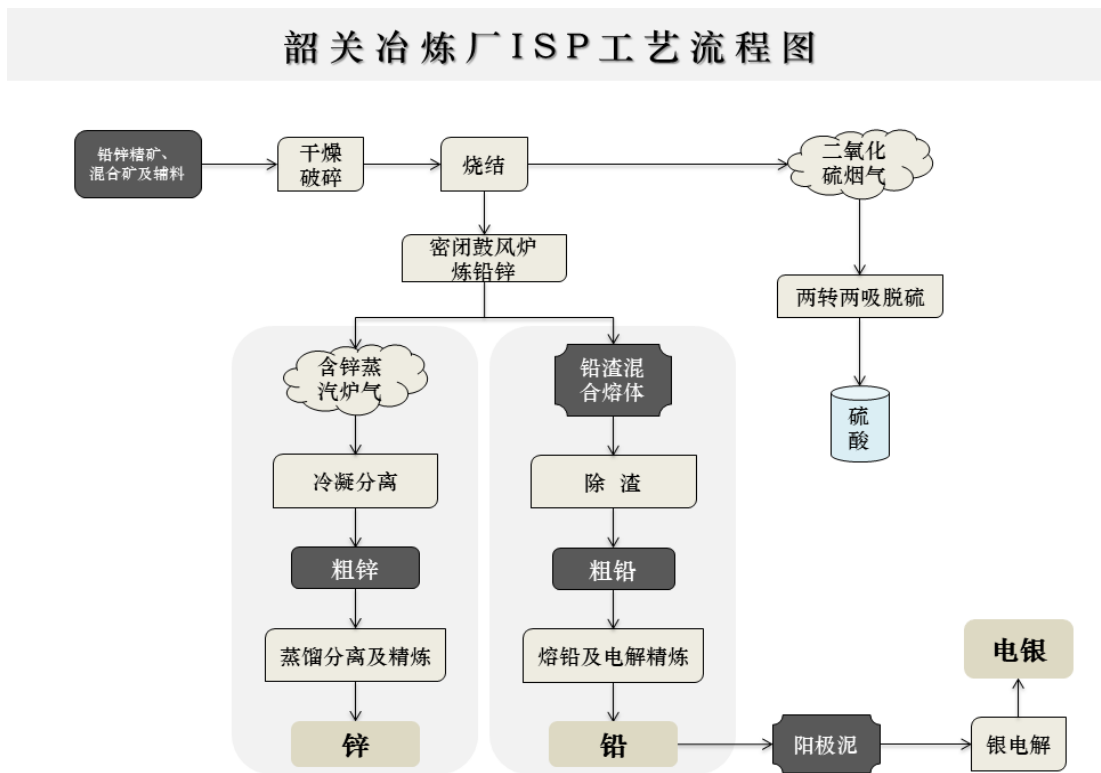 韶关冶炼厂ISP工艺流程图
铅锌精矿、
混合矿及辅料
干燥
破碎
烧结
二氧化
硫烟气
密闭鼓风炉
炼铅锌
两转两吸脱硫
硫
酸
含锌蒸
汽炉气
铅渣混
合熔体
冷凝分离
除 渣
粗锌
粗铅
蒸馏分离及精炼
熔铅及电解精炼
电银
锌
铅
阳极泥
银电解